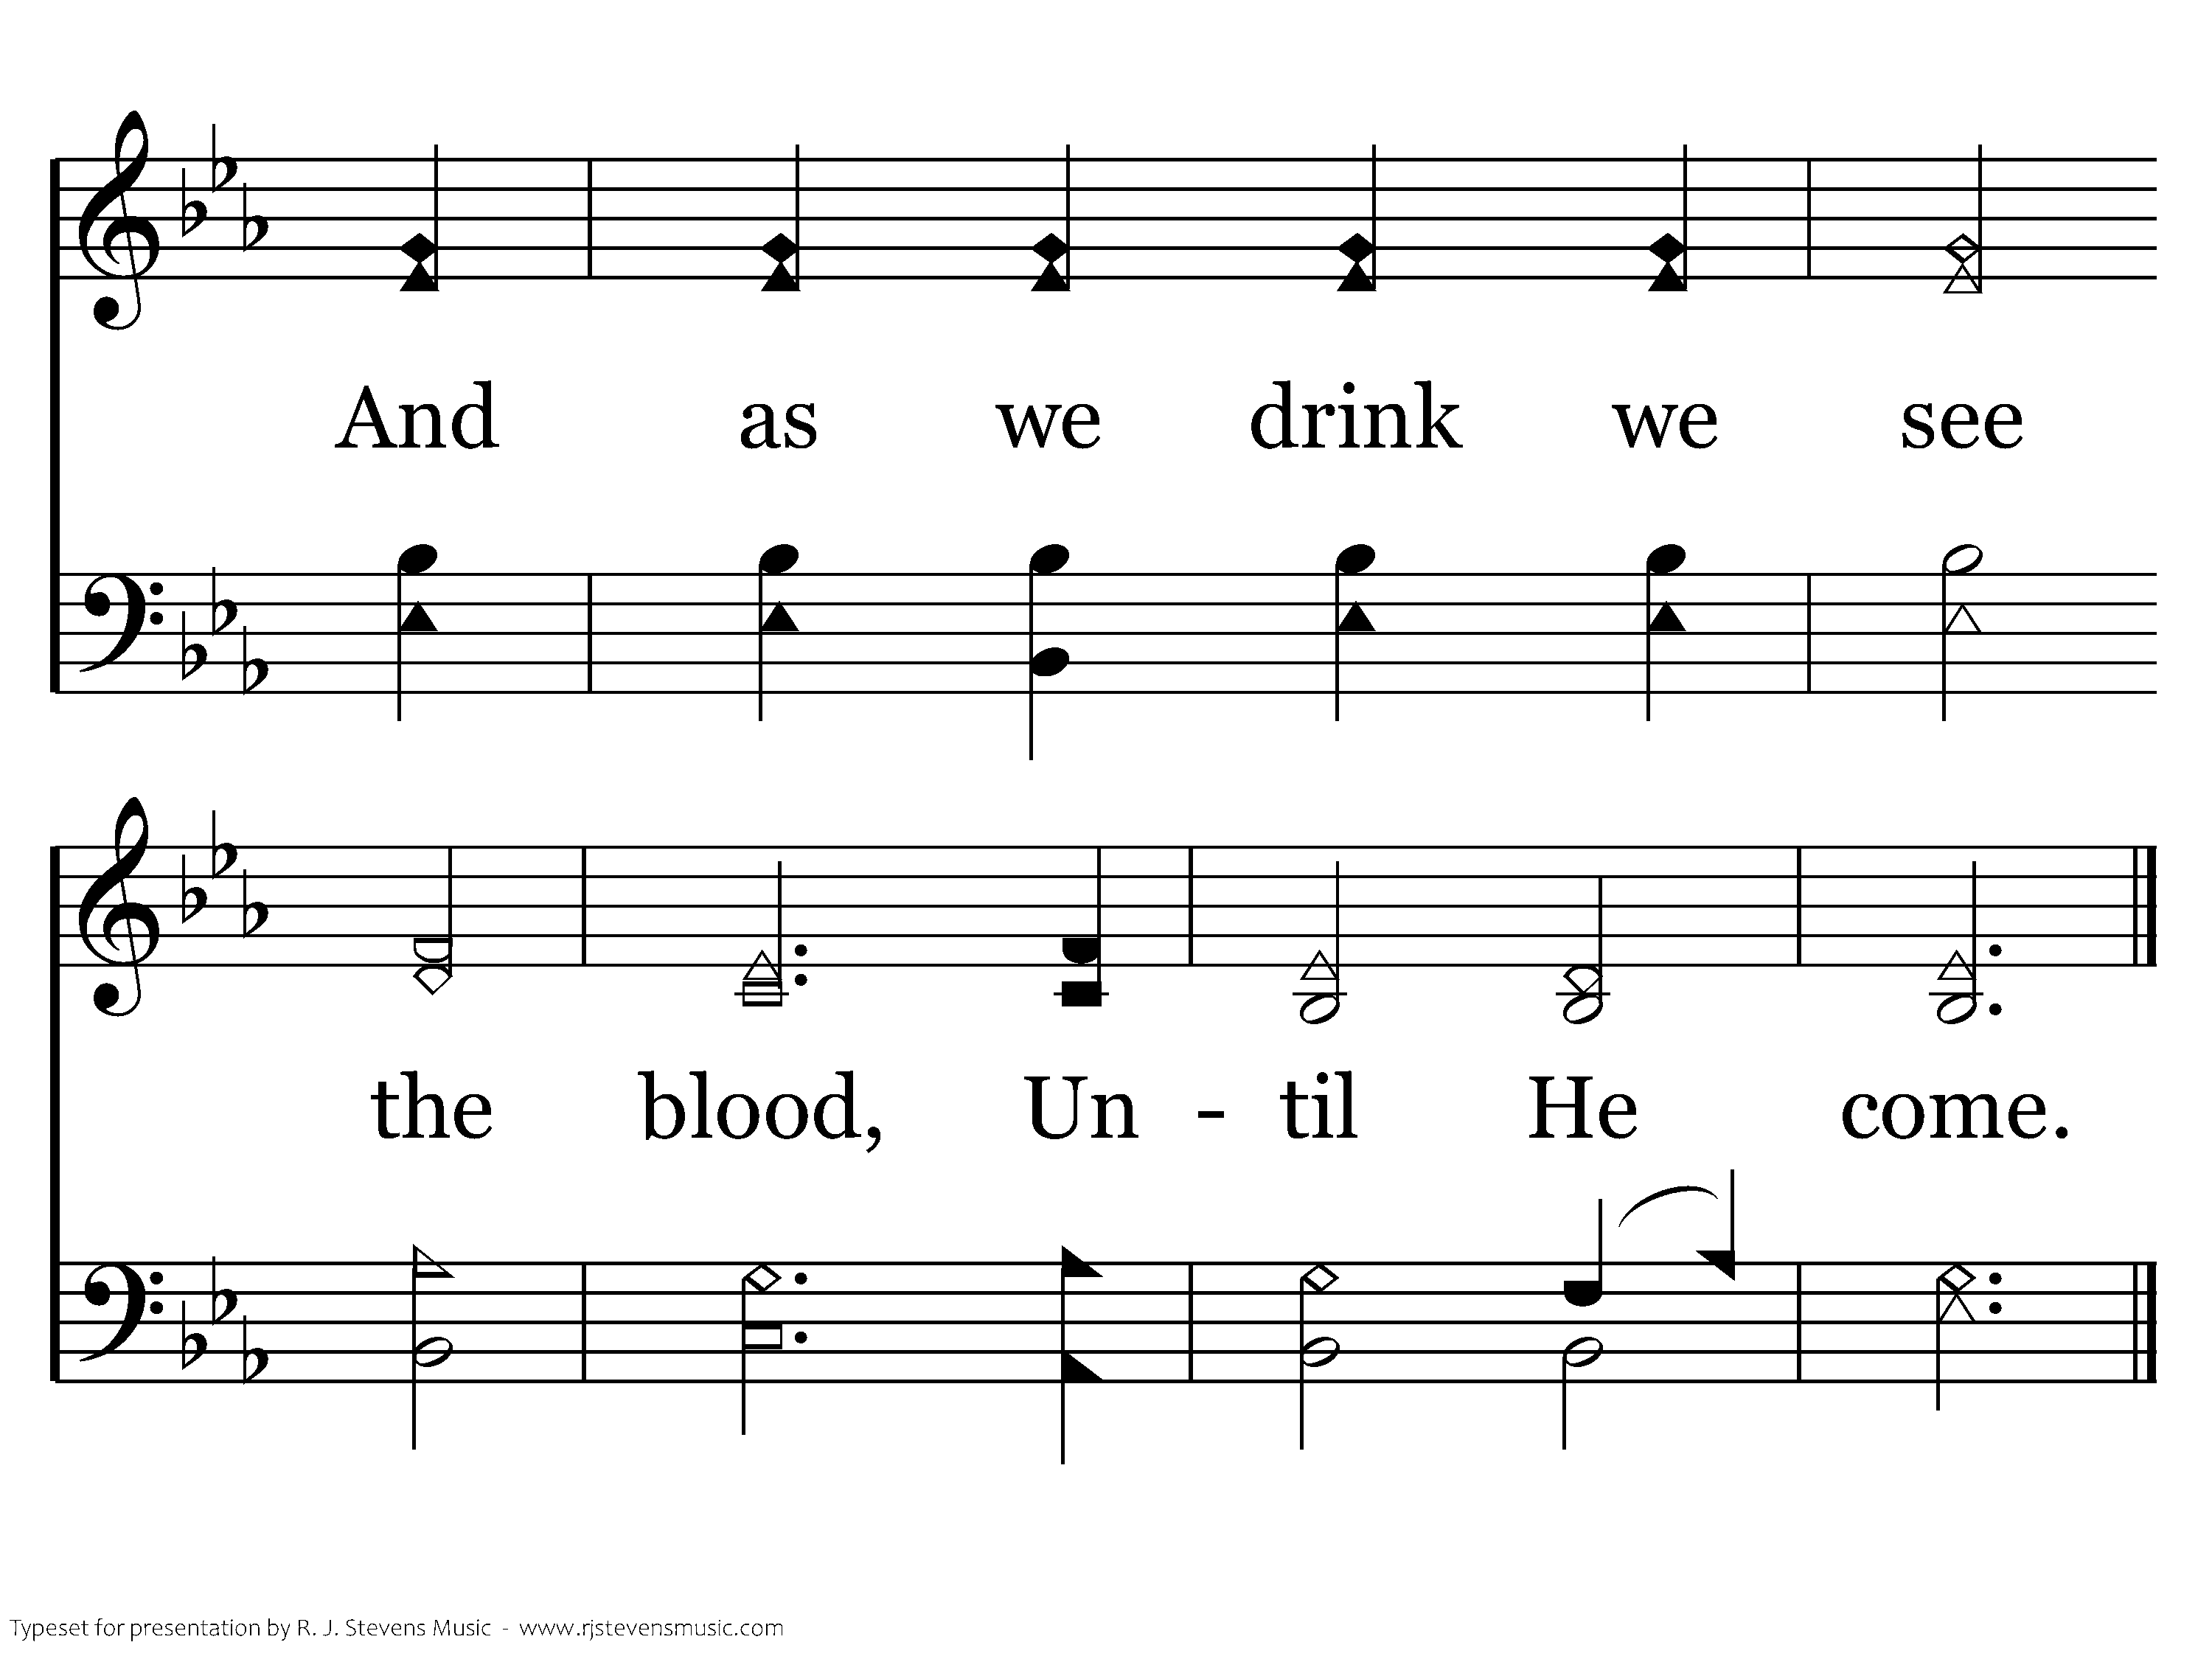 And as we drink we see
the blood, Un - til He come.
Typeset for presentation by R. J. Stevens Music - www.rjstevensmusic.com